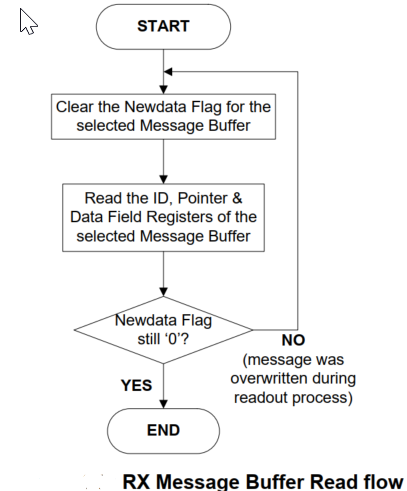 START
Clear the Newdata Flag for the
selected Message Buffer
Read the ID, Pointer &
Data Field Registers of the
selected Message Buffer
Newdata Flag
still ‘0’?
NO
(message was
overwritten during
readout process)
YES
END
RX Message Buffer Read flow